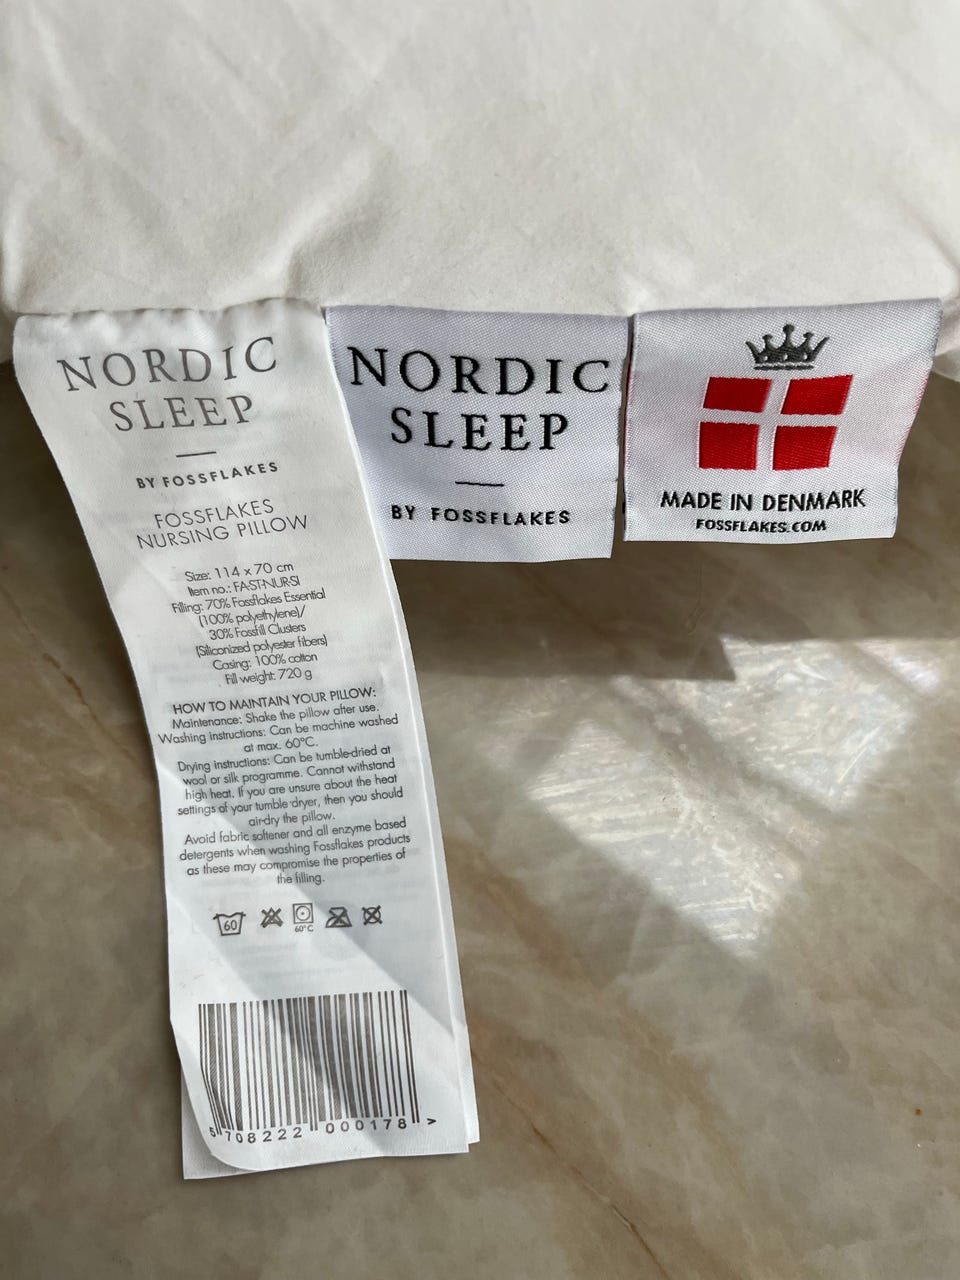 NORDIC
SLEEP
BY FOSSFLAKES
FOSSFLAKES
NURSING PILLOW
Size: 114 x 70 cm
Item no.: FA-ST-NUR-SI
Filling: 70% Fossflakes Essential
(100% polyethylene)/
30% Fossfill Clusters
(Siliconized polyester fibers)
Casing: 100% cotton
Fill weight: 720 g
HOW TO MAINTAIN YOUR PILLOW:
Maintenance: Shake the pillow after use.
Washing instructions: Can be machine washed
at max. 60°C.
Drying instructions: Can be tumble-dried at
wool or silk programme. Cannot withstand
high heat. If you are unsure about the heat
settings of your tumble dryer, then you should
air-dry the pillow.
Avoid fabric softener and all enzyme based
detergents when washing Fossflakes products
as these may compromise the properties of
the filling.
60
60°C
5 708222 000178 >
NORDIC
SLEEP
BY FOSSFLAKES
MADE IN DENMARK
FOSSFLAKES.COM